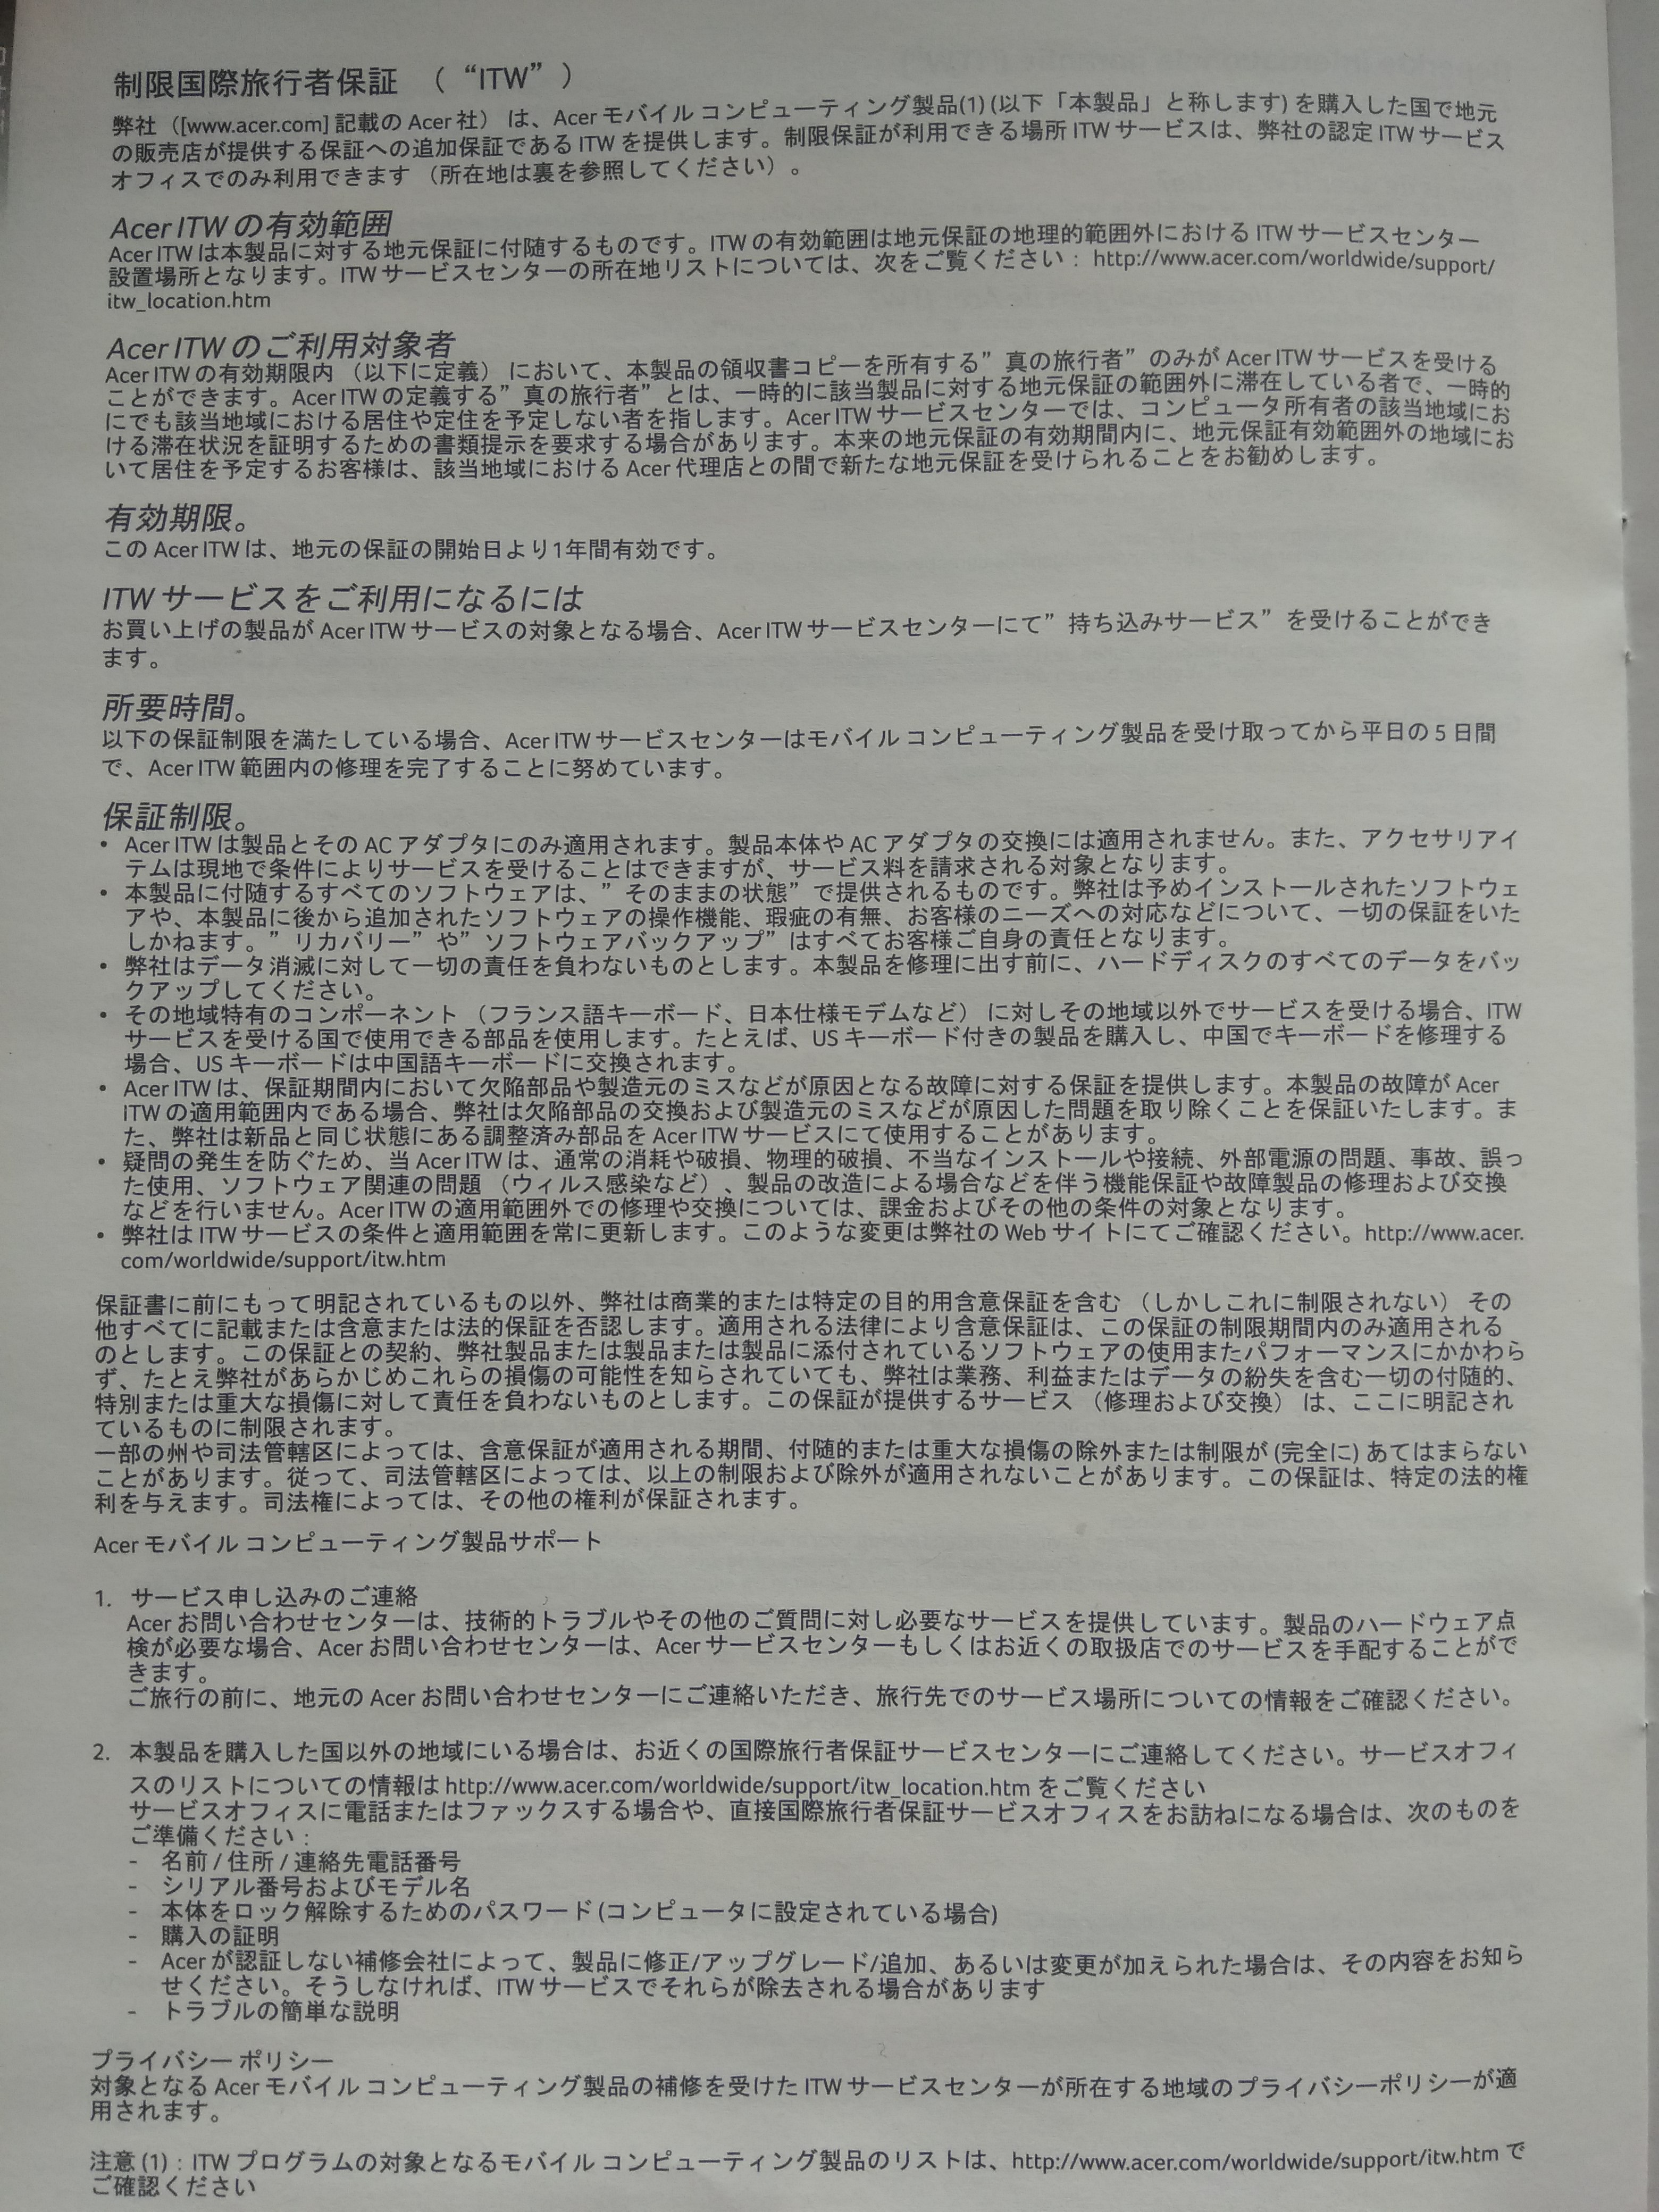 制限国際旅行者保証 （“ITW”）
弊社（[www.acer.com] 記載の Acer 社） は、Acer モバイル コンピューティング製品(1) (以下「本製品」と称します) を購入した国で地元
の販売店が提供する保証への追加保証である ITW を提供します。制限保証が利用できる場所 ITW サービスは、弊社の認定 ITW サービス
オフィスでのみ利用できます （所在地は裏を参照してください）。
Acer ITW の有効範囲
Acer ITW は本製品に対する地元保証に付随するものです。ITW の有効範囲は地元保証の地理的範囲外における ITW サービスセンター
設置場所となります。ITW サービスセンターの所在地リストについては、次をご覧ください： http://www.acer.com/worldwide/support/
itw_location.htm
Acer ITW のご利用対象者
Acer ITW の有効期限内 （以下に定義） において、本製品の領収書コピーを所有する” 真の旅行者” のみが Acer ITW サービスを受ける
ことができます。Acer ITW の定義する” 真の旅行者” とは、一時的に該当製品に対する地元保証の範囲外に滞在している者で、一時的
にでも該当地域における居住や定住を予定しない者を指します。Acer ITW サービスセンターでは、コンピュータ所有者の該当地域にお
ける滞在状況を証明するための書類提示を要求する場合があります。本来の地元保証の有効期間内に、地元保証有効範囲外の地域にお
いて居住を予定するお客様は、該当地域における Acer 代理店との間で新たな地元保証を受けられることをお勧めします。
有効期限。
この Acer ITW は、地元の保証の開始日より1年間有効です。
ITW サービスをご利用になるには
お買い上げの製品が Acer ITW サービスの対象となる場合、Acer ITW サービスセンターにて” 持ち込みサービス” を受けることができ
ます。
所要時間。
以下の保証制限を満たしている場合、Acer ITW サービスセンターはモバイル コンピューティング製品を受け取ってから平日の 5 日間
で、Acer ITW 範囲内の修理を完了することに努めています。
保証制限。
• Acer ITW は製品とその AC アダプタにのみ適用されます。製品本体や AC アダプタの交換には適用されません。また、アクセサリアイ
テムは現地で条件によりサービスを受けることはできますが、サービス料を請求される対象となります。
• 本製品に付随するすべてのソフトウェアは、” そのままの状態” で提供されるものです。弊社は予めインストールされたソフトウェ
アや、本製品に後から追加されたソフトウェアの操作機能、瑕疵の有無、お客様のニーズへの対応などについて、一切の保証をいた
しかねます。” リカバリー” や” ソフトウェアバックアップ” はすべてお客様ご自身の責任となります。
• 弊社はデータ消滅に対して一切の責任を負わないものとします。本製品を修理に出す前に、ハードディスクのすべてのデータをバッ
クアップしてください。
• その地域特有のコンポーネント （フランス語キーボード、日本仕様モデムなど） に対しその地域以外でサービスを受ける場合、ITW
サービスを受ける国で使用できる部品を使用します。たとえば、US キーボード付きの製品を購入し、中国でキーボードを修理する
場合、US キーボードは中国語キーボードに交換されます。
• Acer ITW は、保証期間内において欠陥部品や製造元のミスなどが原因となる故障に対する保証を提供します。本製品の故障が Acer
ITW の適用範囲内である場合、弊社は欠陥部品の交換および製造元のミスなどが原因した問題を取り除くことを保証いたします。ま
た、弊社は新品と同じ状態にある調整済み部品を Acer ITW サービスにて使用することがあります。
• 疑問の発生を防ぐため、当 Acer ITW は、通常の消耗や破損、物理的破損、不当なインストールや接続、外部電源の問題、事故、誤っ
た使用、ソフトウェア関連の問題 （ウィルス感染など）、製品の改造による場合などを伴う機能保証や故障製品の修理および交換
などを行いません。Acer ITW の適用範囲外での修理や交換については、課金およびその他の条件の対象となります。
• 弊社は ITW サービスの条件と適用範囲を常に更新します。このような変更は弊社の Web サイトにてご確認ください。http://www.acer.
com/worldwide/support/itw.htm
保証書に前にもって明記されているもの以外、弊社は商業的または特定の目的用含意保証を含む （しかしこれに制限されない） その
他すべてに記載または含意または法的保証を否認します。適用される法律により含意保証は、この保証の制限期間内のみ適用される
のとします。この保証との契約、弊社製品または製品または製品に添付されているソフトウェアの使用またパフォーマンスにかかわら
ず、たとえ弊社があらかじめこれらの損傷の可能性を知らされていても、弊社は業務、利益またはデータの紛失を含む一切の付随的、
特別または重大な損傷に対して責任を負わないものとします。この保証が提供するサービス （修理および交換） は、ここに明記され
ているものに制限されます。
一部の州や司法管轄区によっては、含意保証が適用される期間、付随的または重大な損傷の除外または制限が (完全に) あてはまらない
ことがあります。従って、司法管轄区によっては、以上の制限および除外が適用されないことがあります。この保証は、特定の法的権
利を与えます。司法権によっては、その他の権利が保証されます。
Acer モバイル コンピューティング製品サポート
1. サービス申し込みのご連絡
Acer お問い合わせセンターは、技術的トラブルやその他のご質問に対し必要なサービスを提供しています。製品のハードウェア点
検が必要な場合、Acer お問い合わせセンターは、Acer サービスセンターもしくはお近くの取扱店でのサービスを手配することがで
きます。
ご旅行の前に、地元の Acer お問い合わせセンターにご連絡いただき、旅行先でのサービス場所についての情報をご確認ください。
2. 本製品を購入した国以外の地域にいる場合は、お近くの国際旅行者保証サービスセンターにご連絡してください。サービスオフィ
スのリストについての情報は http://www.acer.com/worldwide/support/itw_location.htm をご覧ください
サービスオフィスに電話またはファックスする場合や、直接国際旅行者保証サービスオフィスをお訪ねになる場合は、次のものを
ご準備ください：
- 名前 / 住所 / 連絡先電話番号
- シリアル番号およびモデル名
- 本体をロック解除するためのパスワード (コンピュータに設定されている場合)
- 購入の証明
- Acer が認証しない補修会社によって、製品に修正/アップグレード/追加、あるいは変更が加えられた場合は、その内容をお知ら
せください。そうしなければ、ITW サービスでそれらが除去される場合があります
- トラブルの簡単な説明
プライバシー ポリシー
対象となる Acer モバイル コンピューティング製品の補修を受けた ITW サービスセンターが所在する地域のプライバシーポリシーが適
用されます。
注意 (1)：ITW プログラムの対象となるモバイル コンピューティング製品のリストは、http://www.acer.com/worldwide/support/itw.htm で
ご確認ください